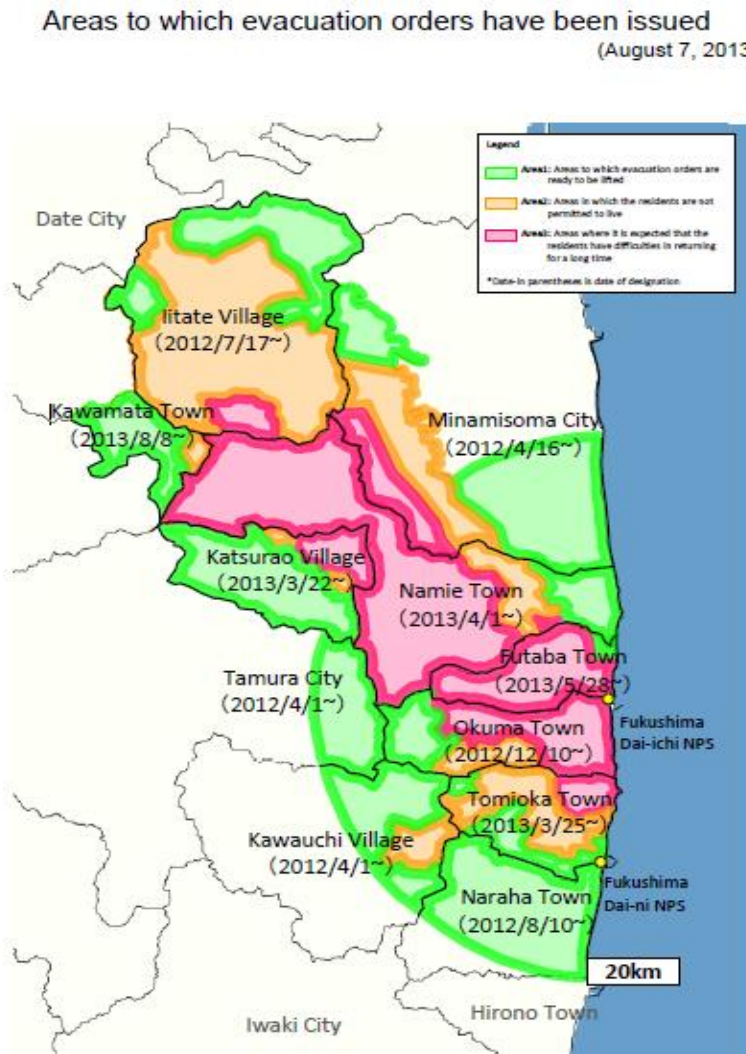 Areas to which evacuation orders have been issued
(August 7, 2013
Legend
Area1: Areas to which evacuation orders are
ready to be lifted
Area2: Areas in which the residents are not
permitted to live
Area3: Areas where it is expected that the
residents have difficulties in returning
for a long time
*Date-in parentheses is date of designation
Date City
Iitate Village
(2012/7/17~)
Kawamata Town
(2013/8/8~)
Minamisoma City
(2012/4/16~)
Katsurao Village
(2013/3/22~)
Namie Town
(2013/4/1~)
Futaba Town
(2013/5/28~)
Tamura City
(2012/4/1~)
Fukushima
Dai-ichi NPS
Okuma Town
(2012/12/10~)
Tomioka Town
(2013/3/25~)
Kawauchi Village
(2012/4/1~)
Fukushima
Dai-ni NPS
Naraha Town
(2012/8/10~)
20km
Hirono Town
Iwaki City